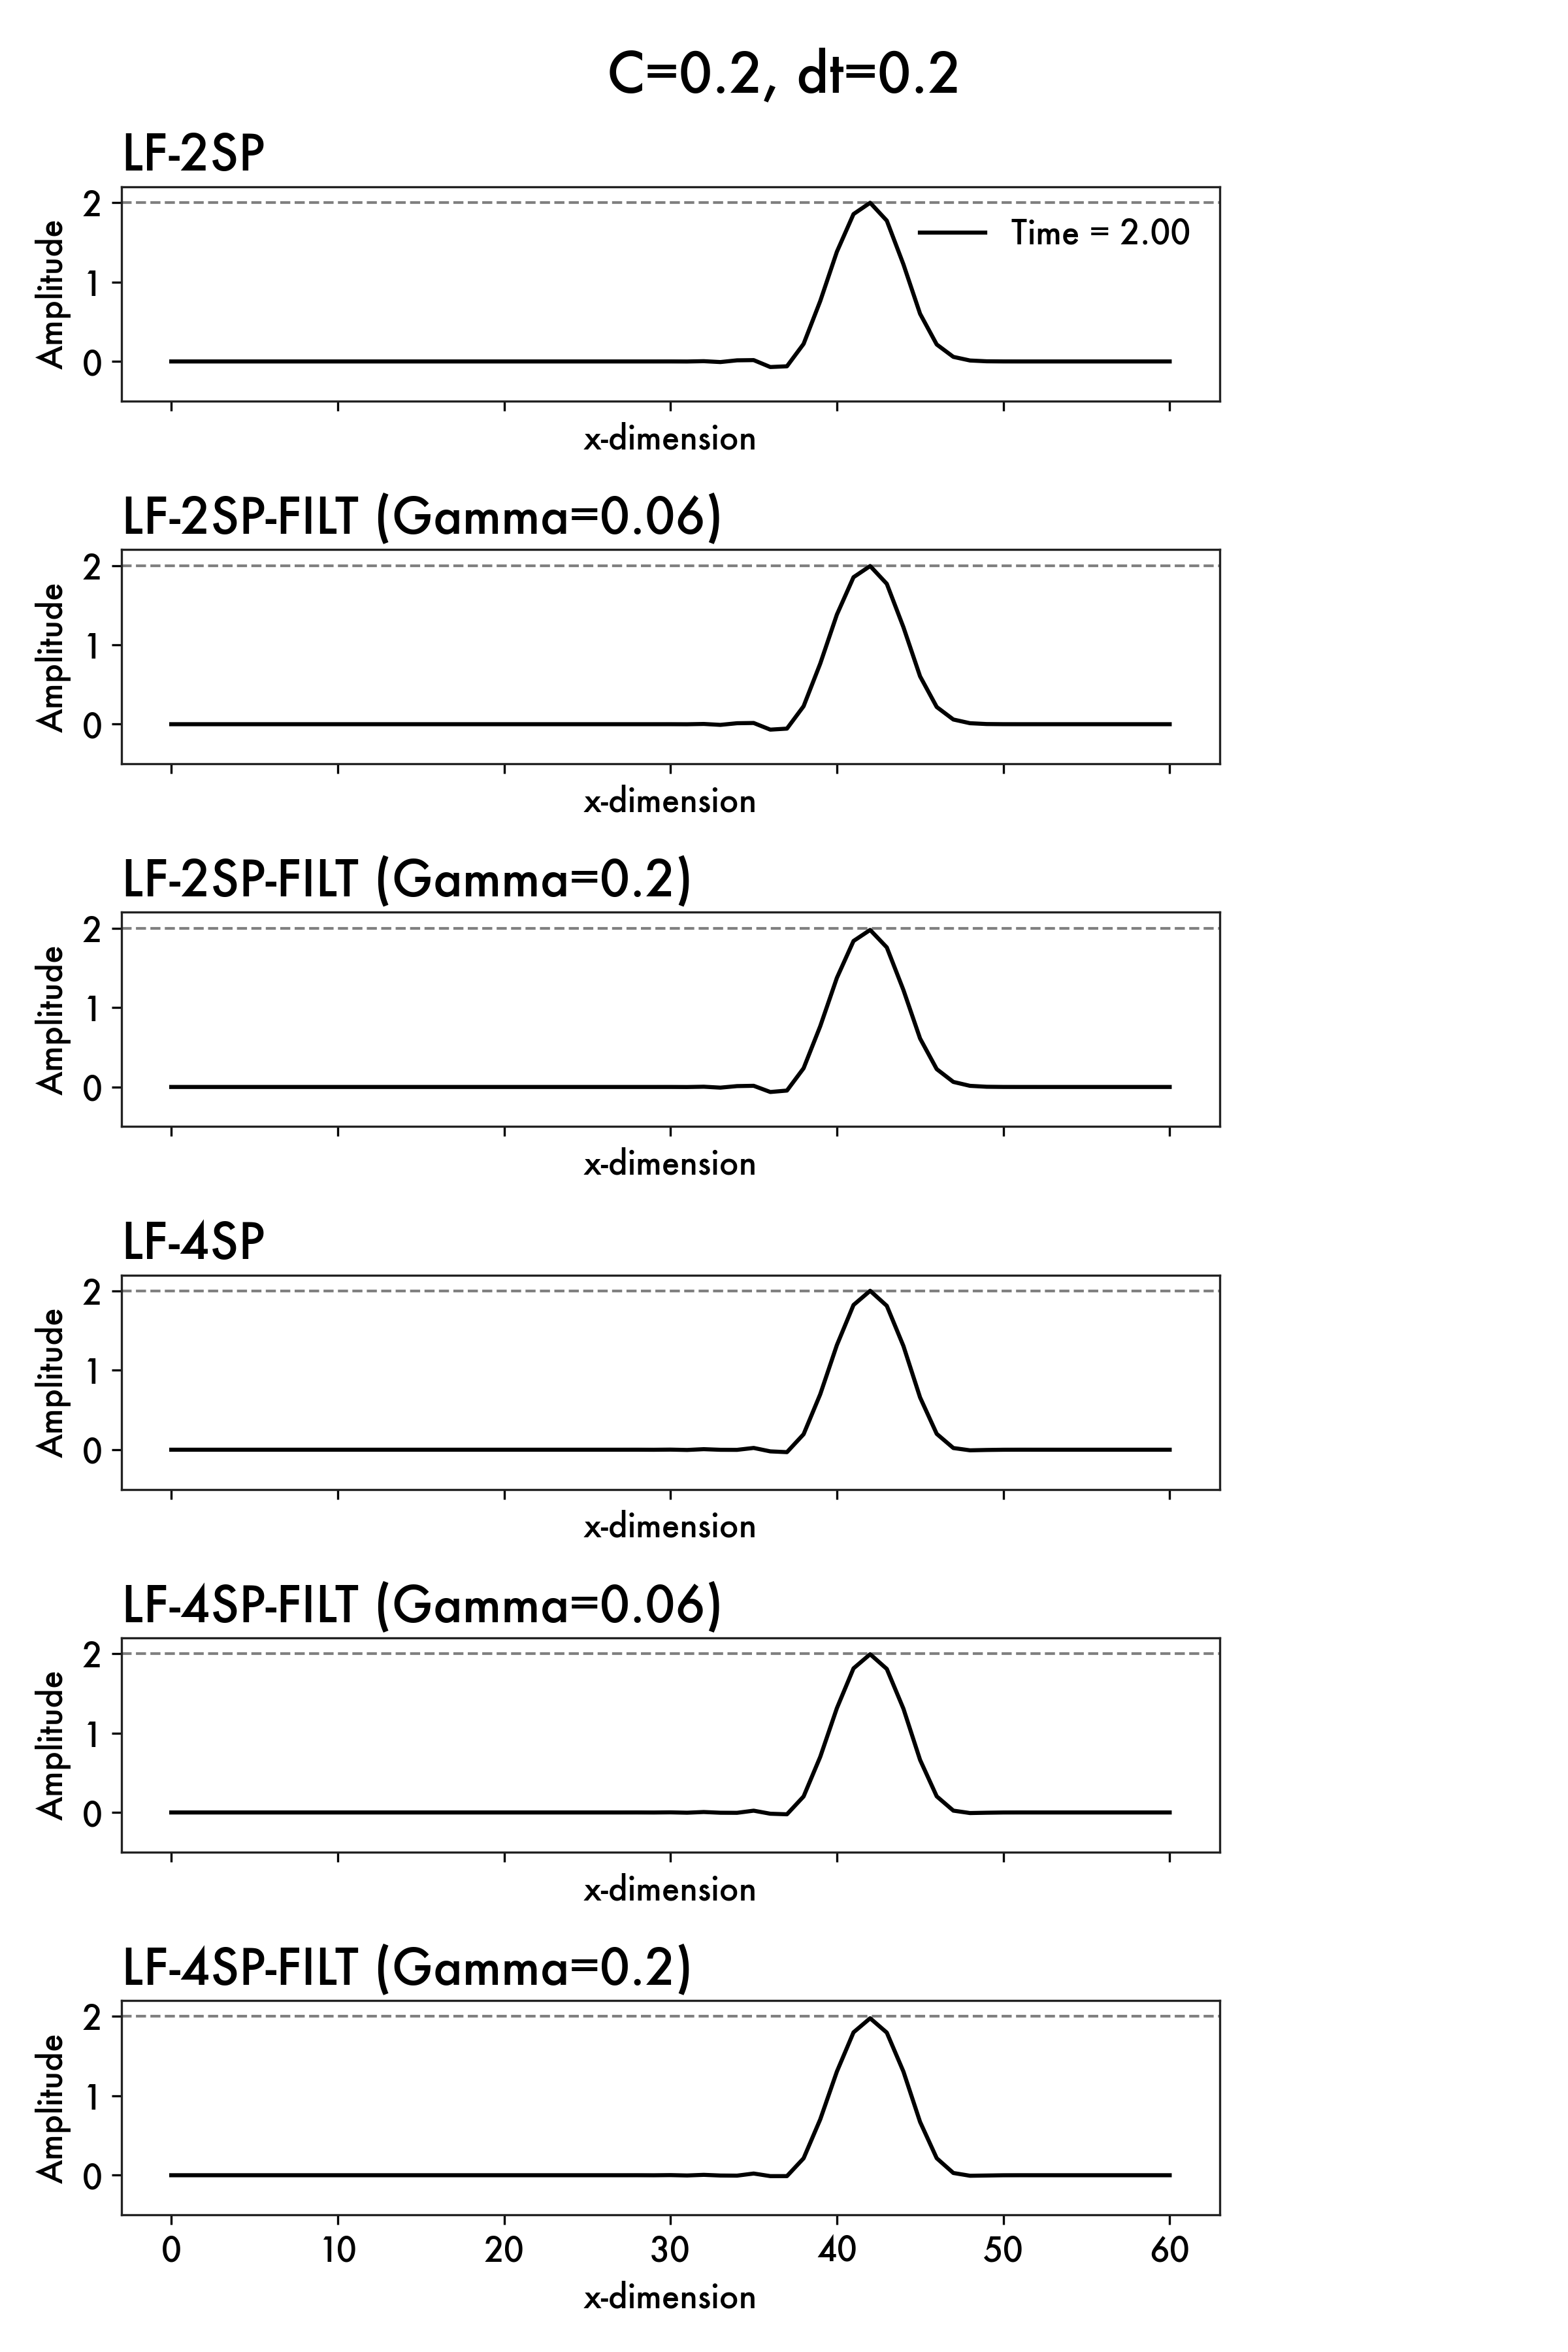 C=0.2, dt=0.2
LF-2SP
2
Time = 2.00
1
0
Amplitude
x-dimension
LF-2SP-FILT (Gamma=0.06)
2
1
0
Amplitude
x-dimension
LF-2SP-FILT (Gamma=0.2)
2
1
0
Amplitude
x-dimension
LF-4SP
2
1
0
Amplitude
x-dimension
LF-4SP-FILT (Gamma=0.06)
2
1
0
Amplitude
x-dimension
LF-4SP-FILT (Gamma=0.2)
2
1
0
Amplitude
0 10 20 30 40 50 60
x-dimension